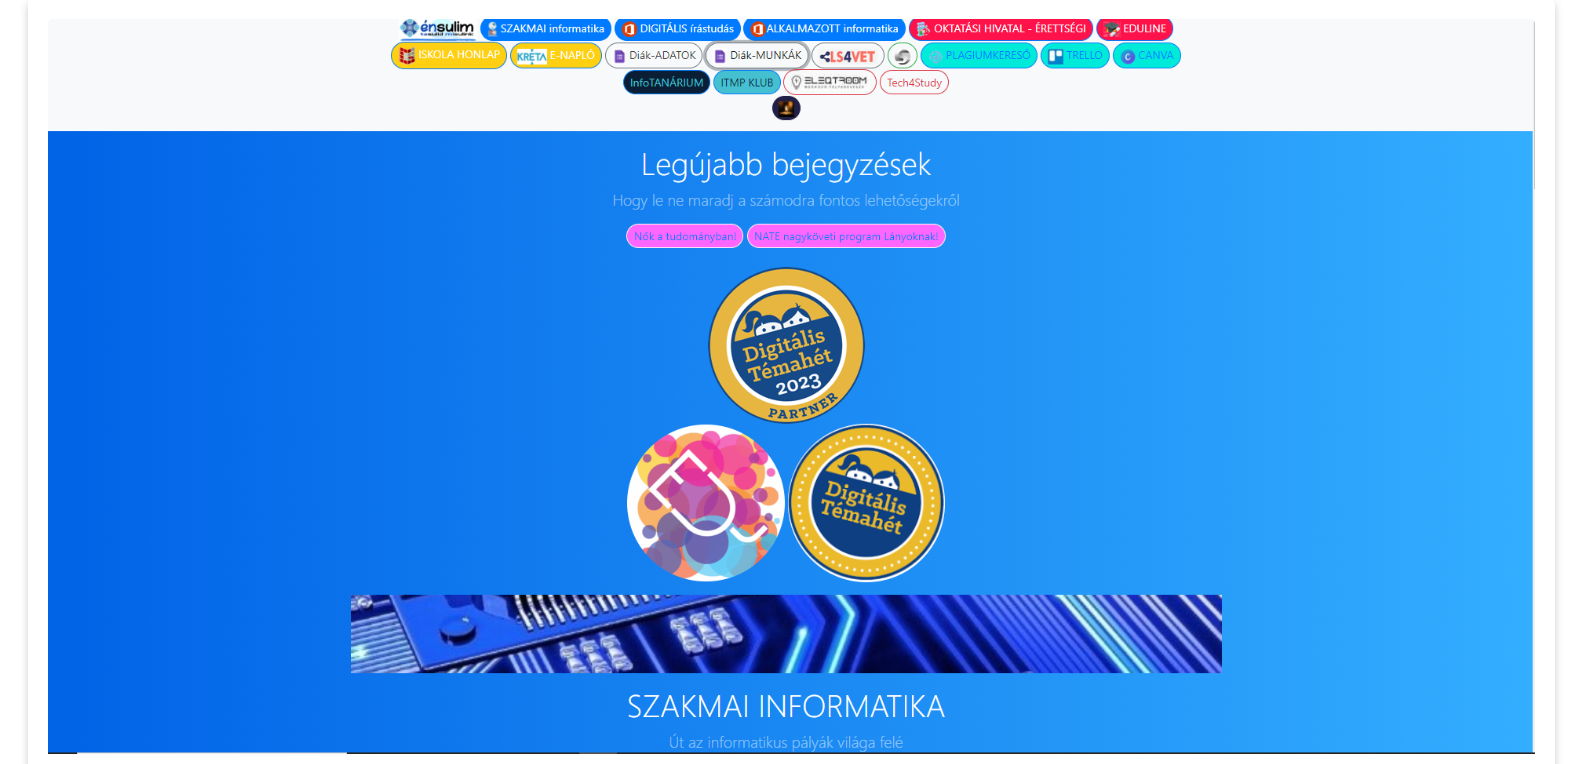 énsulim SZAKMAI informatika DIGITÁLIS írástudás ALKALMAZOTT informatika OKTATÁSI HIVATAL - ÉRETTSÉGI EDULINE
ISKOLA HONLAP KRÉTA E-NAPLÓ Diák-ADATOK Diák-MUNKÁK LS4VET PLAGIUMKERESŐ TRELLO CANVA
InfoTANÁRIUM ITMP KLUB ELEQTROOM Tech4Study
Legújabb bejegyzések
Hogy le ne maradj a számodra fontos lehetőségekről
Nők a tudományban! NATE nagyköveti program Lányoknak!
Digitális
Témahét
2023
PARTNER
Digitális
Témahét
SZAKMAI INFORMATIKA
Út az informatikus pályák világa felé